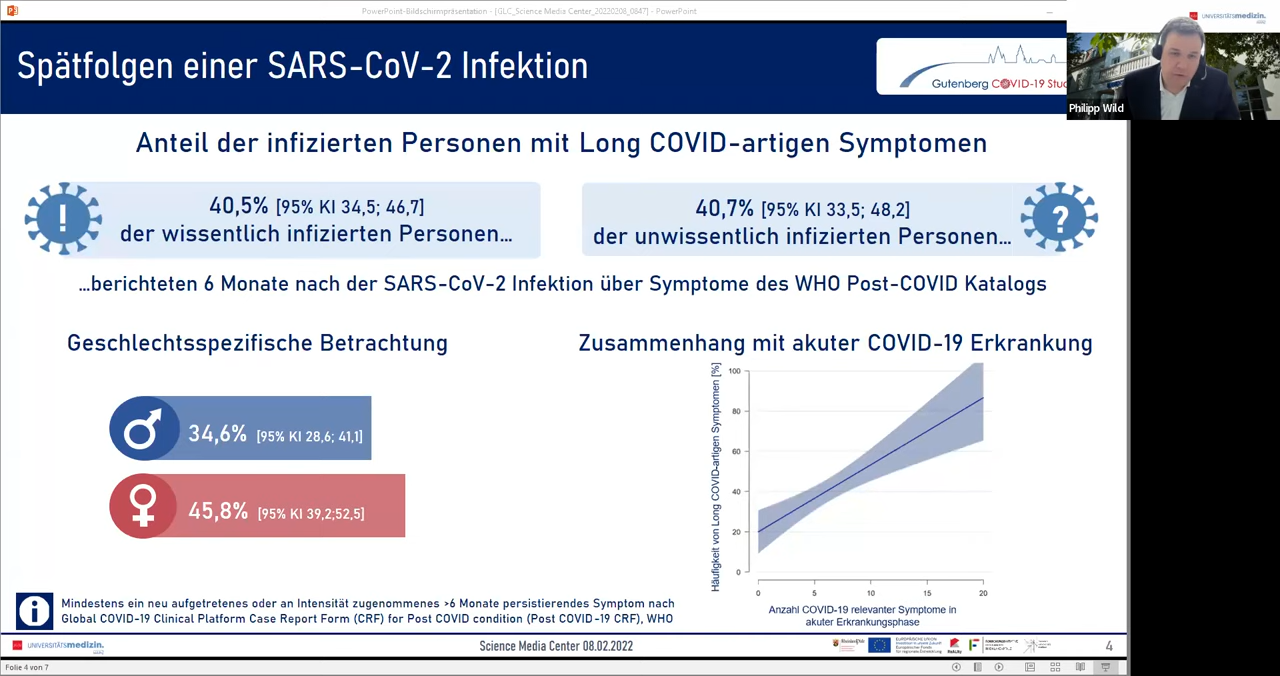 PowerPoint-Bildschirmpräsentation - [GLC_Science Media Center_20220208_0847] - PowerPoint
UNIVERSITÄTSmedizin.
Spätfolgen einer SARS-CoV-2 Infektion
Gutenberg COVID-19
Philipp Wild
Anteil der infizierten Personen mit Long COVID-artigen Symptomen
!
40,5% [95% KI 34,5; 46,7]
der wissentlich infizierten Personen...
40,7% [95% KI 33,5; 48,2]
der unwissentlich infizierten Personen...
?
...berichteten 6 Monate nach der SARS-CoV-2 Infektion über Symptome des WHO Post-COVID Katalogs
Geschlechtsspezifische Betrachtung
34,6% [95% KI 28,6; 41,1]
45,8% [95% KI 39,2;52,5]
Zusammenhang mit akuter COVID-19 Erkrankung
Häufigkeit von Long COVID-artigen Symptomen [%]
100
80
60
40
20
0
0 5 10 15 20
Anzahl COVID-19 relevanter Symptome in
akuter Erkrankungsphase
i
Mindestens ein neu aufgetretenes oder an Intensität zugenommenes >6 Monate persistierendes Symptom nach
Global COVID-19 Clinical Platform Case Report Form (CRF) for Post COVID condition (Post COVID-19 CRF), WHO
UNIVERSITÄTSmedizin.
Science Media Center 08.02.2022
EUROPÄISCHE UNION
4
Folie 4 von 7